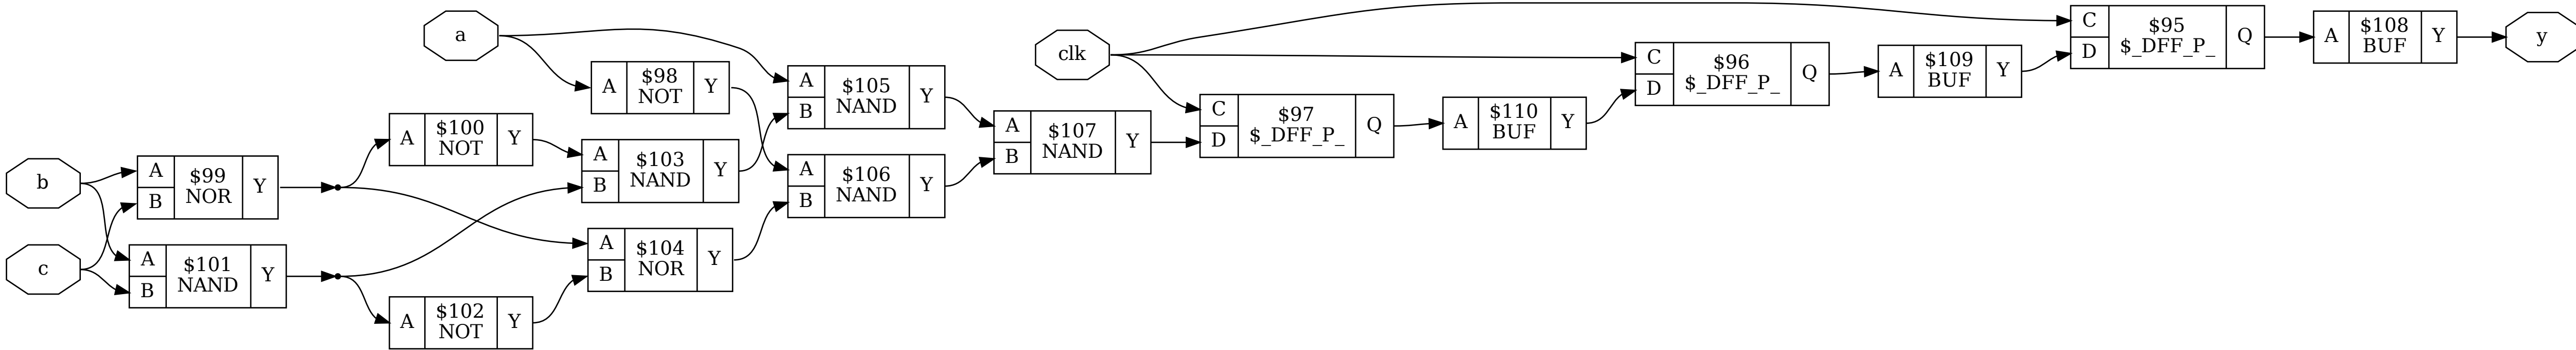 a
clk
b
c
A $98 NOT Y
A $100 NOT Y
A B $99 NOR Y
A B $101 NAND Y
A $102 NOT Y
A B $103 NAND Y
A B $104 NOR Y
A B $105 NAND Y
A B $106 NAND Y
A B $107 NAND Y
C D $97 $_DFF_P_ Q
A $110 BUF Y
C D $96 $_DFF_P_ Q
A $109 BUF Y
C D $95 $_DFF_P_ Q
A $108 BUF Y
y